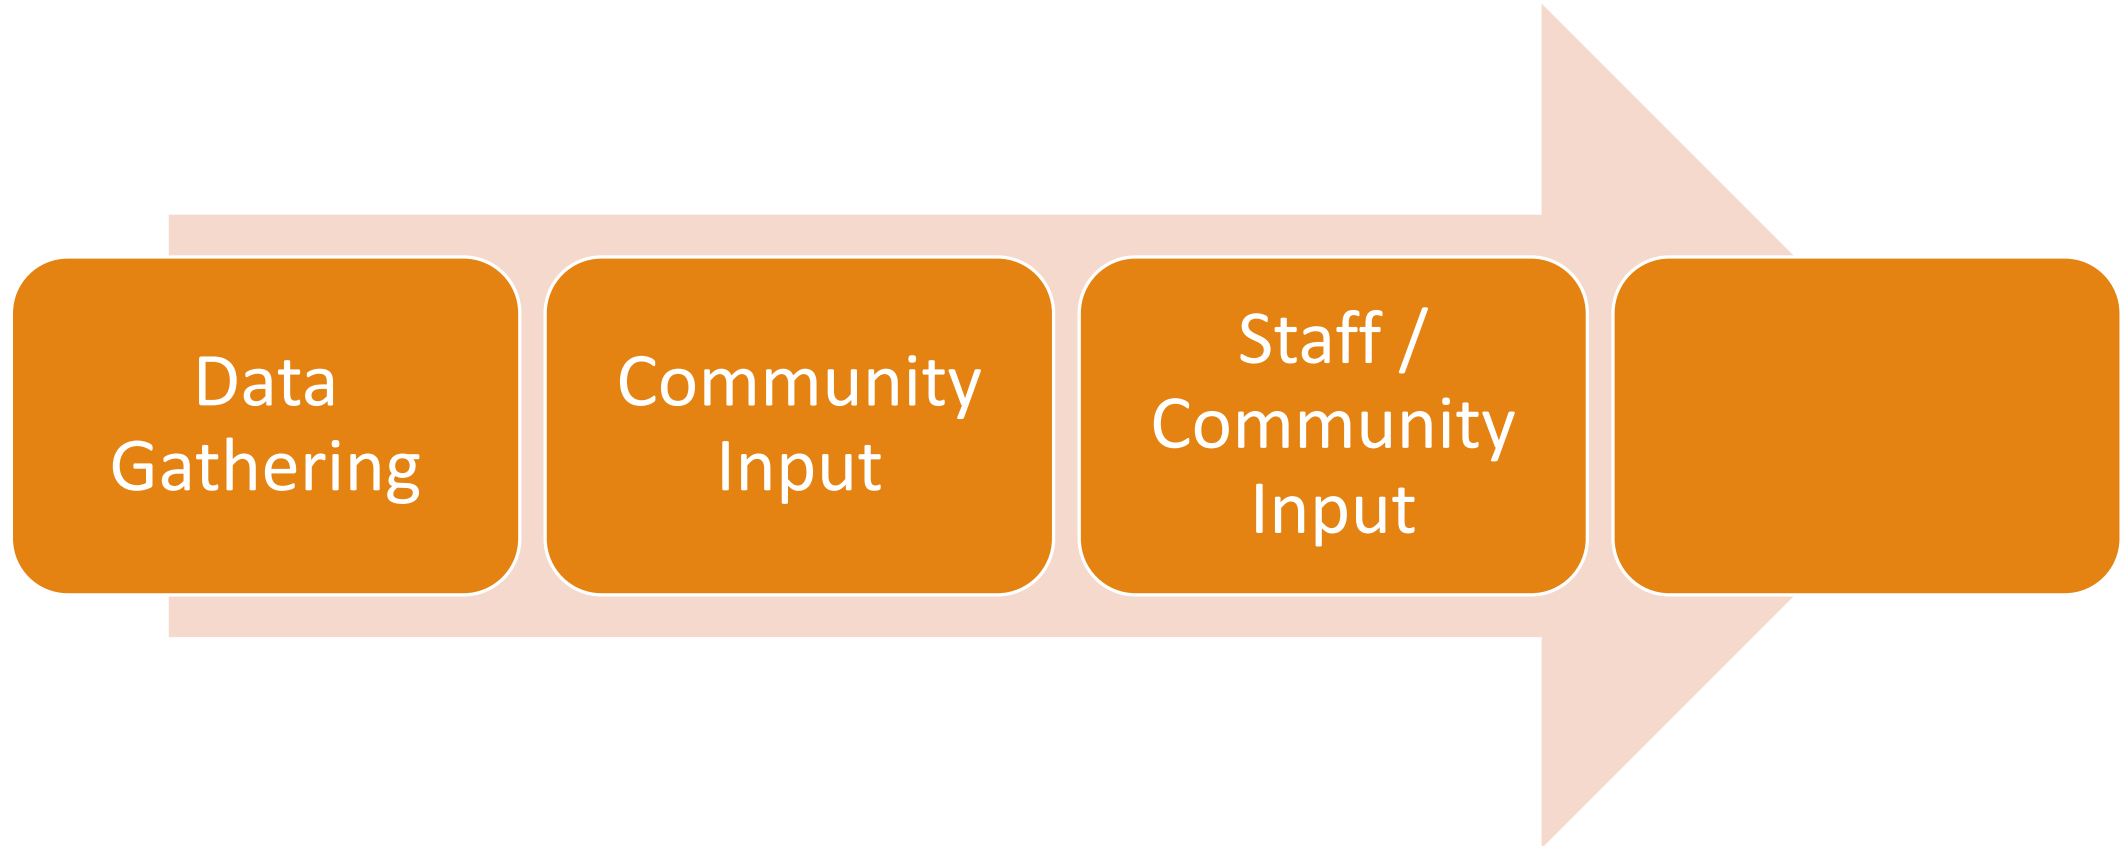 Data
Gathering
Community
Input
Staff /
Community
Input